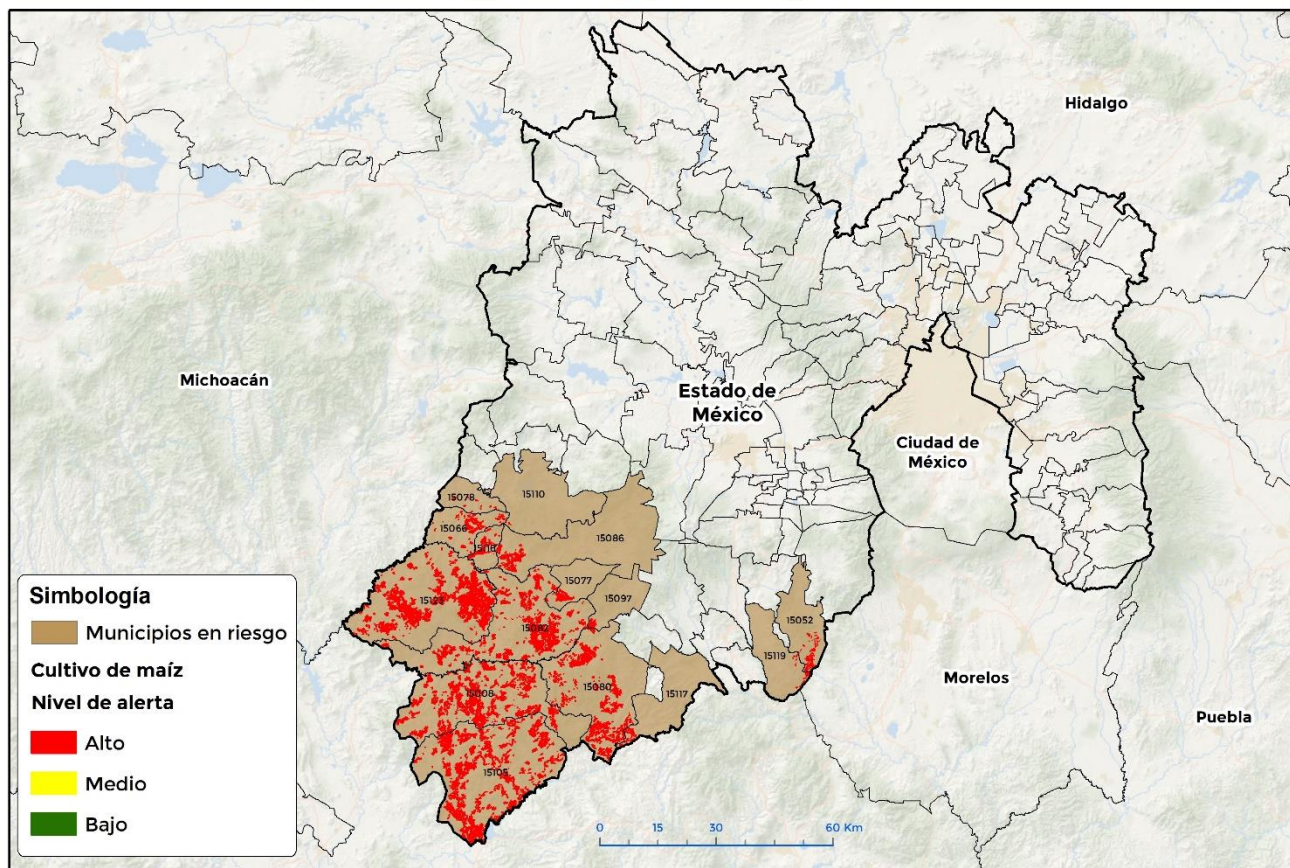 Hidalgo
Michoacán
Estado de
México
Ciudad de
México
15110
15078
15086
15066
15077
15097
15052
15119
15080
15117
15008
15105
Morelos
Puebla
Simbología
Municipios en riesgo
Cultivo de maíz
Nivel de alerta
Alto
Medio
Bajo
0 15 30 60 Km